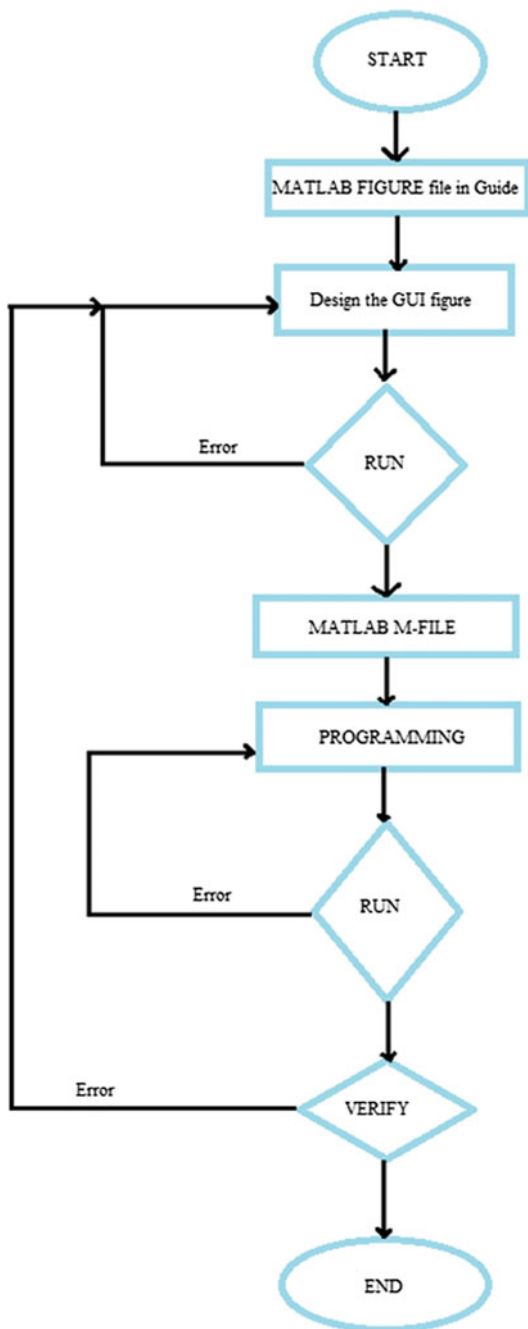 START
MATLAB FIGURE file in Guide
Design the GUI figure
Error
RUN
MATLAB M-FILE
PROGRAMMING
Error
RUN
Error
VERIFY
END